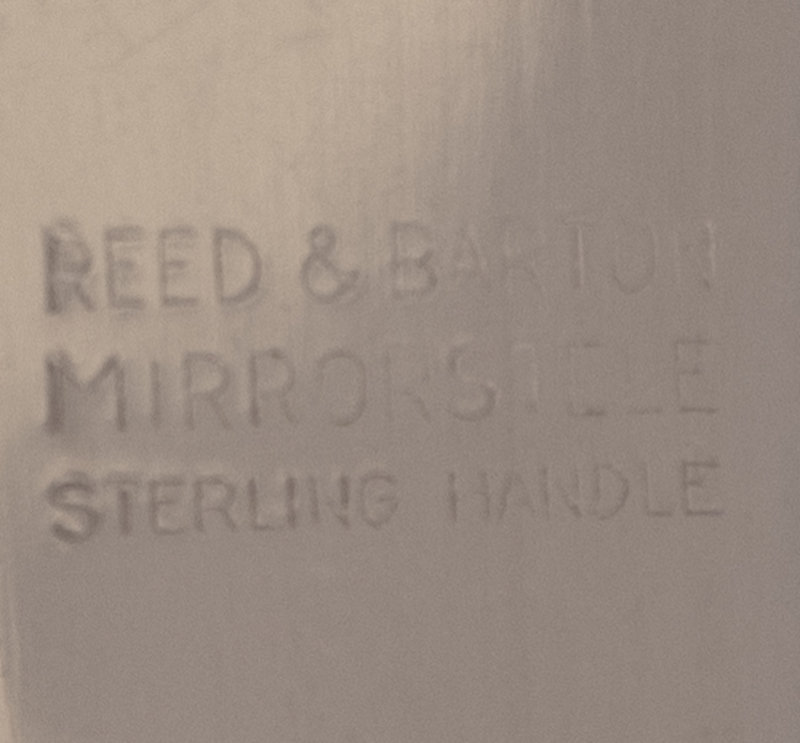 REED & BARTON
MIRRORSTELE
STERLING HANDLE